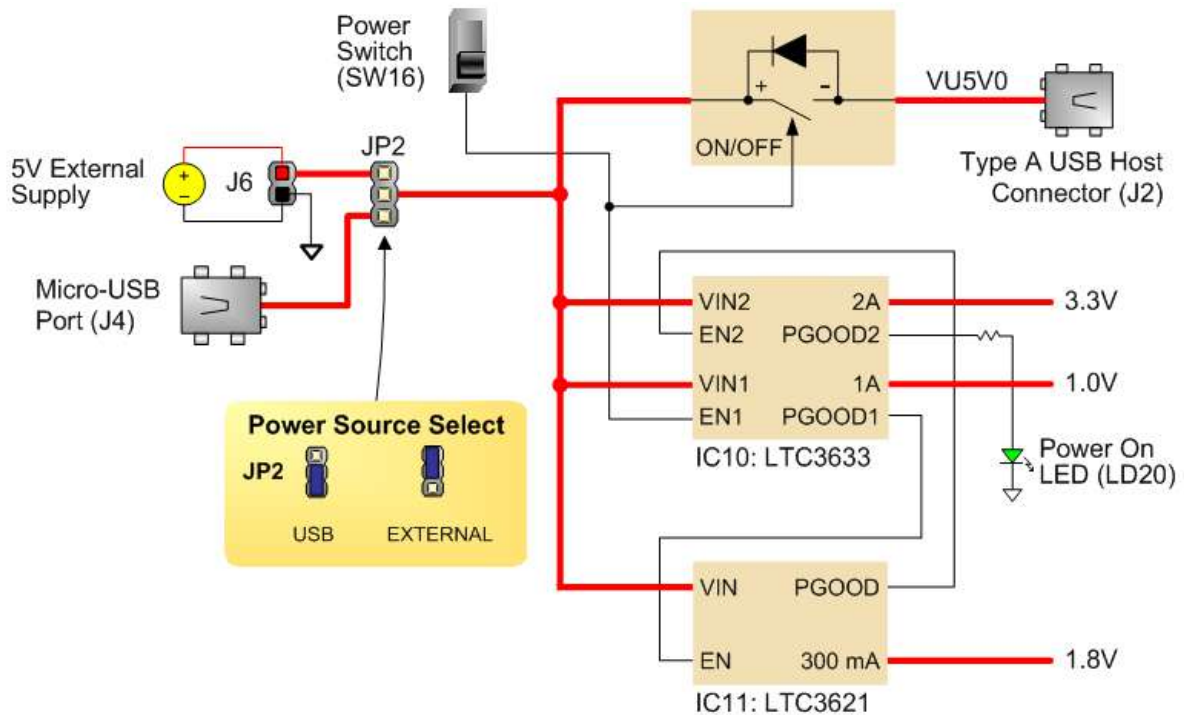 Power
Switch
(SW16)
+
-
ON/OFF
VU5V0
Type A USB Host
Connector (J2)
5V External
Supply
+
-
J6
JP2
Micro-USB
Port (J4)
VIN2
2A
3.3V
EN2
PGOOD2
VIN1
1A
1.0V
EN1
PGOOD1
IC10: LTC3633
Power On
LED (LD20)
Power Source Select
JP2
USB
EXTERNAL
VIN
PGOOD
EN
300 mA
1.8V
IC11: LTC3621